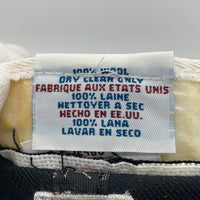 100% WOOL
DRY CLEAN ONLY
FABRIQUE AUX ETATS UNIS
100% LAINE
NETTOYER A SEC
HECHO EN EE.UU.
100% LANA
LAVAR EN SECO